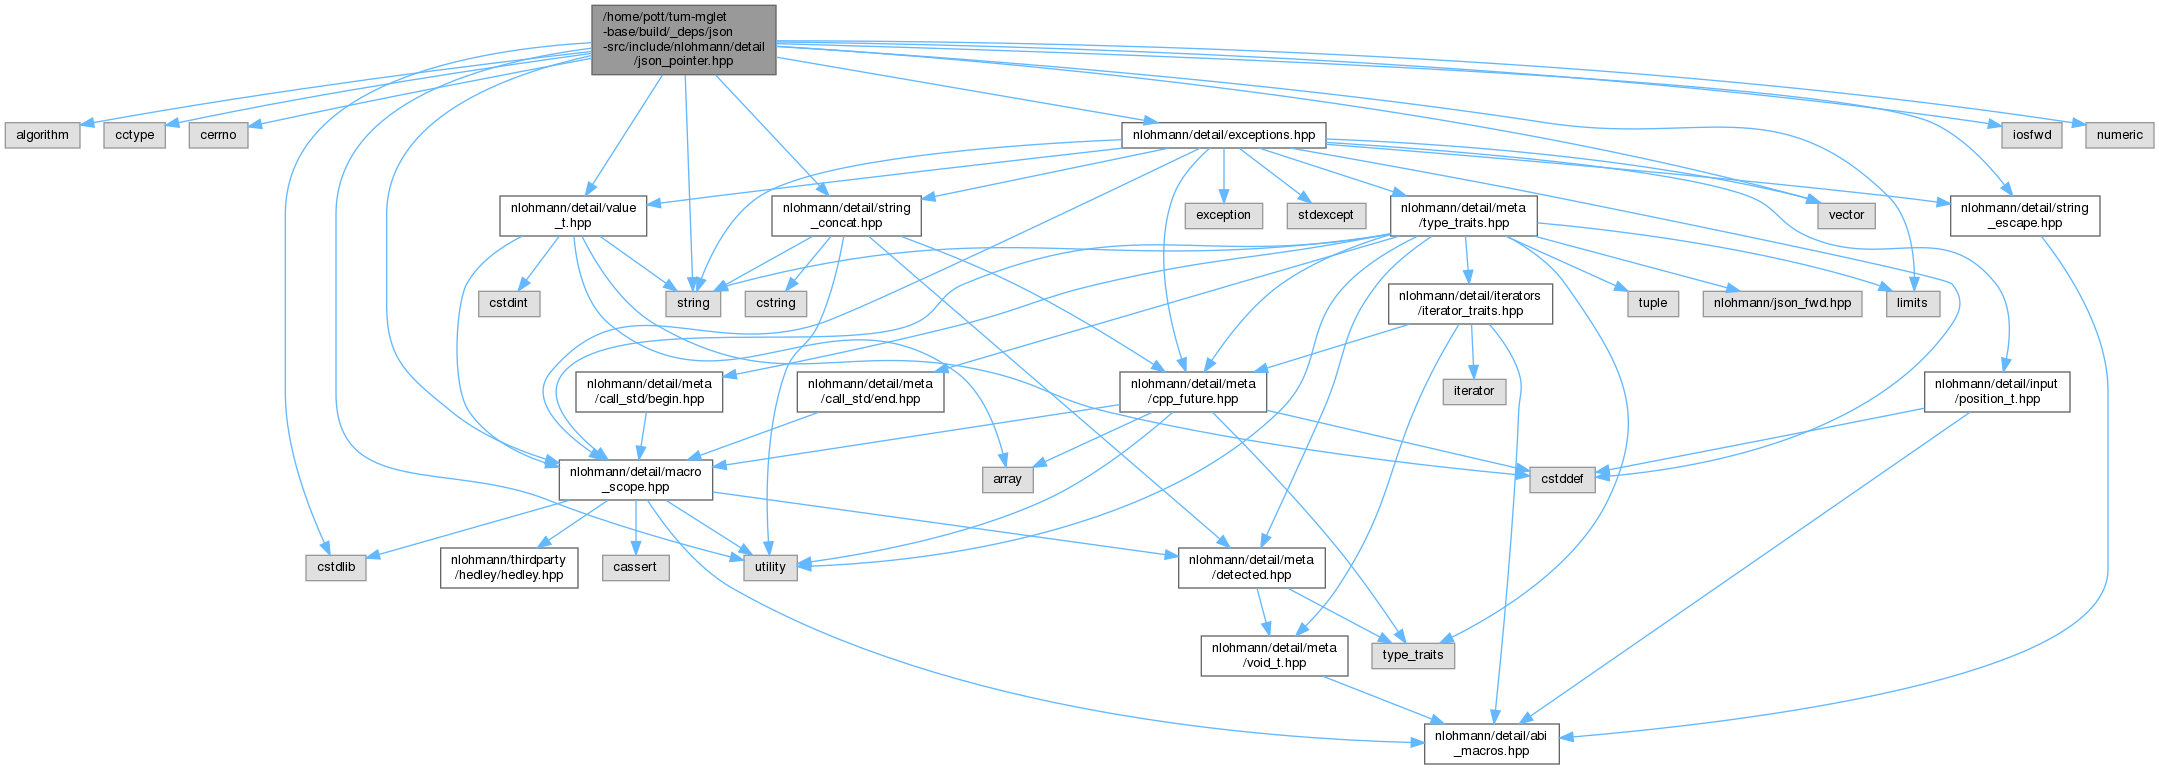 /home/pott/tum-mglet
-base/build/_deps/json
-src/include/nlohmann/detail
/json_pointer.hpp
algorithm
cctype
cerrno
nlohmann/detail/exceptions.hpp
iosfwd
numeric
nlohmann/detail/value
_t.hpp
nlohmann/detail/string
_concat.hpp
exception
stdexcept
nlohmann/detail/meta
/type_traits.hpp
vector
nlohmann/detail/string
_escape.hpp
cstdint
string
cstring
nlohmann/detail/iterators
/iterator_traits.hpp
tuple
nlohmann/json_fwd.hpp
limits
nlohmann/detail/meta
/call_std/begin.hpp
nlohmann/detail/meta
/call_std/end.hpp
nlohmann/detail/meta
/cpp_future.hpp
iterator
nlohmann/detail/input
/position_t.hpp
nlohmann/detail/macro
_scope.hpp
array
cstddef
cstdlib
nlohmann/thirdparty
/hedley/hedley.hpp
cassert
utility
nlohmann/detail/meta
/detected.hpp
nlohmann/detail/meta
/void_t.hpp
type_traits
nlohmann/detail/abi
_macros.hpp